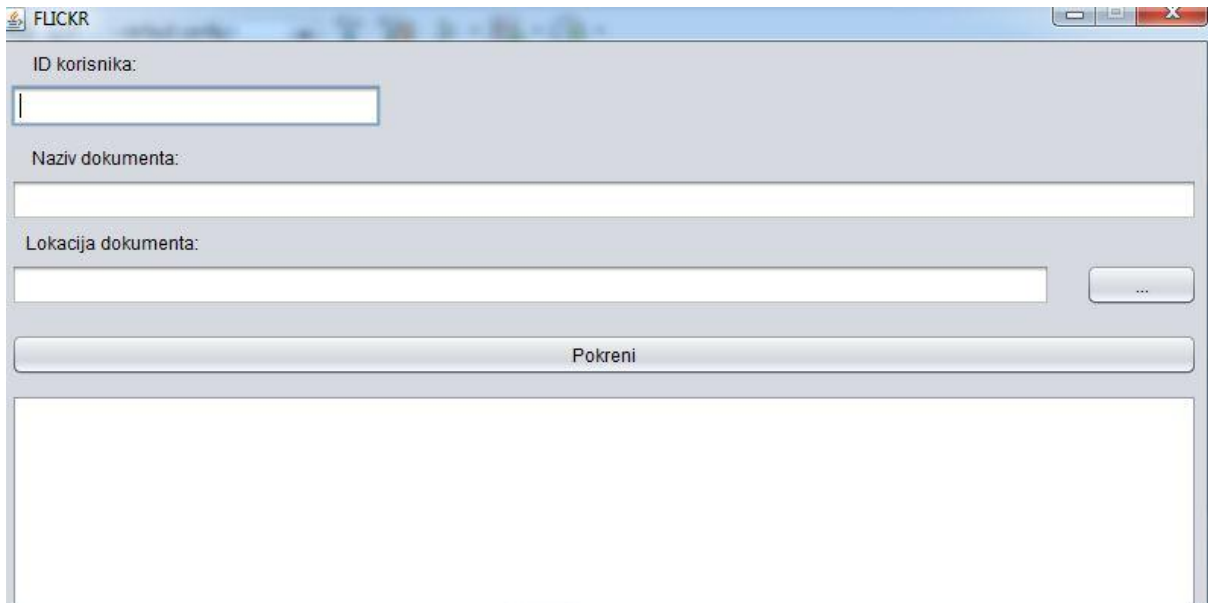 FLICKR
ID korisnika:
Naziv dokumenta:
Lokacija dokumenta:
...
Pokreni